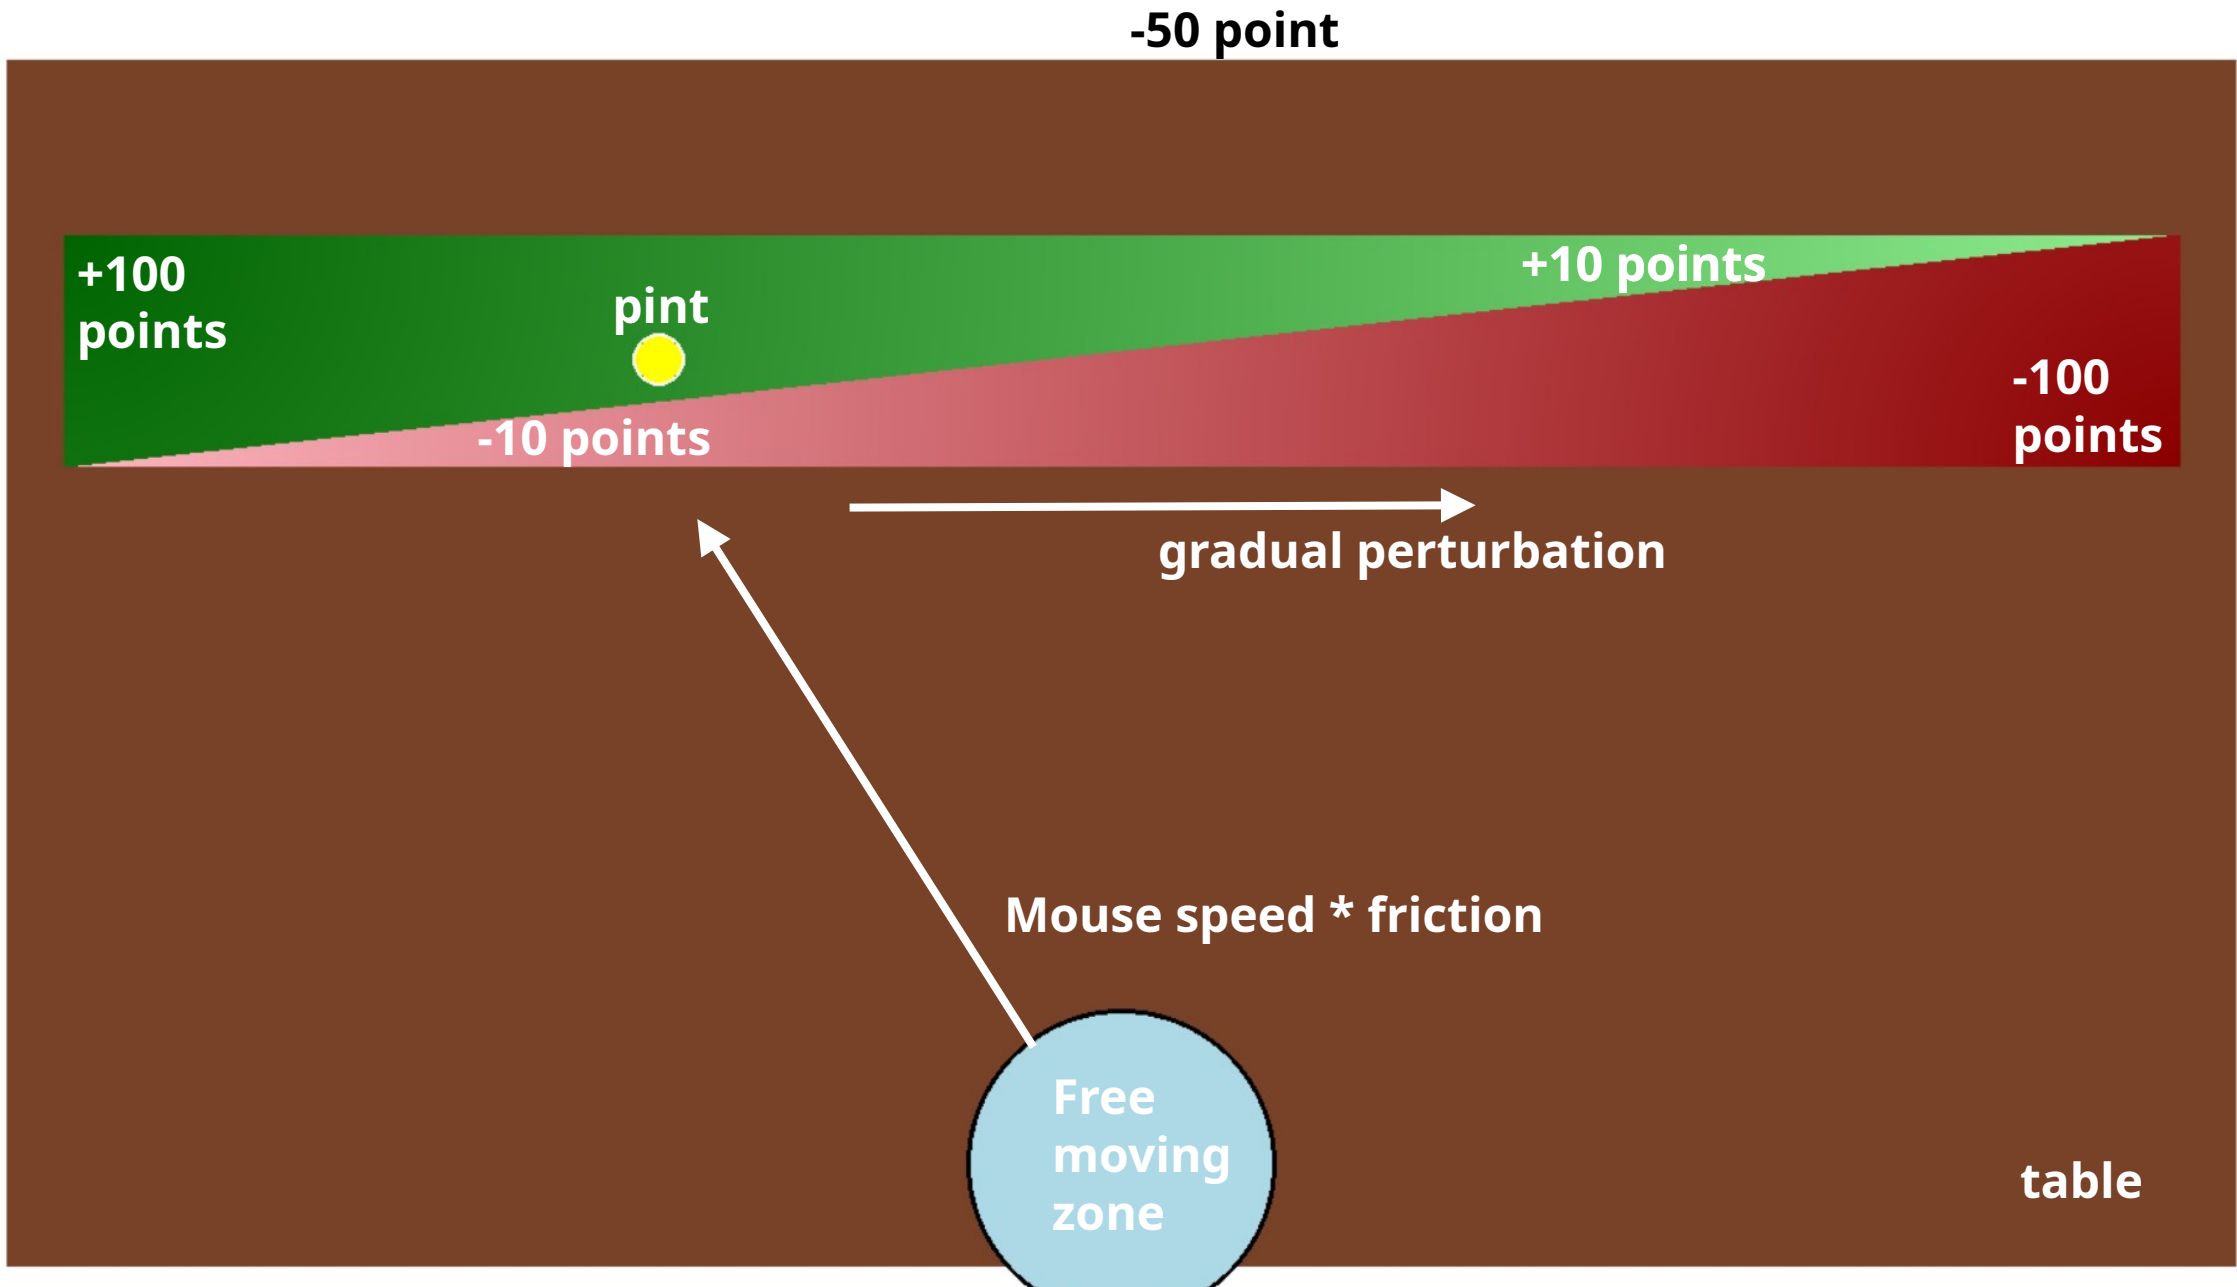 -50 point
+100
points
pint
+10 points
-10 points
-100
points
gradual perturbation
Mouse speed * friction
Free
moving
zone
table